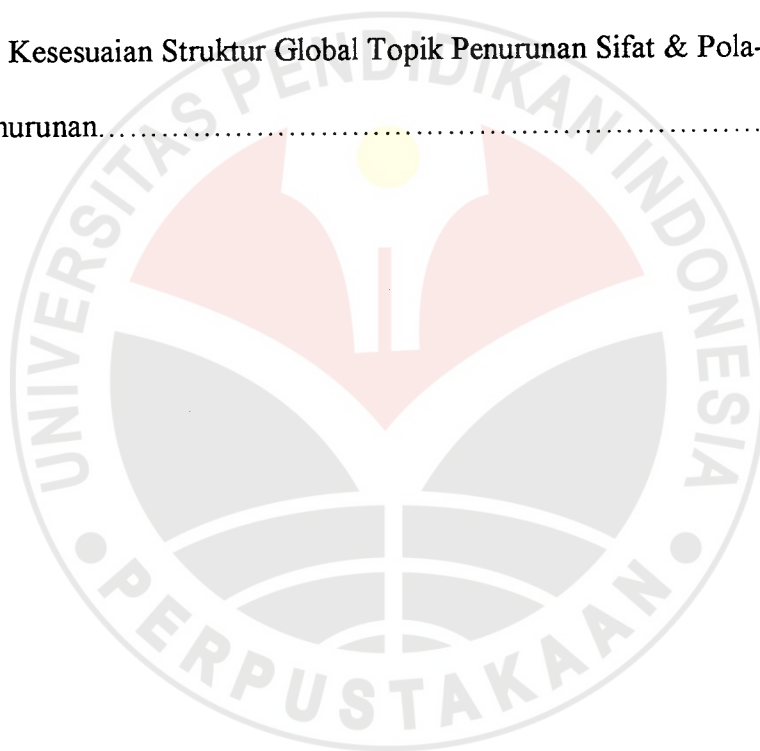 Kesesuaian Struktur Global Topik Penurunan Sifat & Pola-
nurunan......................................................................
UNIVERSITAS PENDIDIKAN INDONESIA
PERPUSTAKAAN